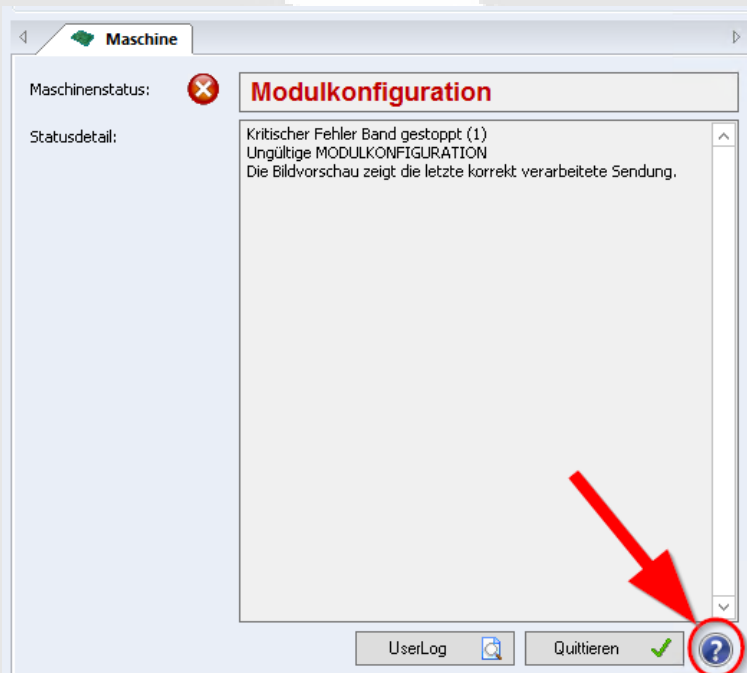 Maschine
Maschinenstatus:
Modulkonfiguration
Statusdetail:
Kritischer Fehler Band gestoppt (1)
Ungültige MODULKONFIGURATION
Die Bildvorschau zeigt die letzte korrekt verarbeitete Sendung.
UserLog
Quittieren
?